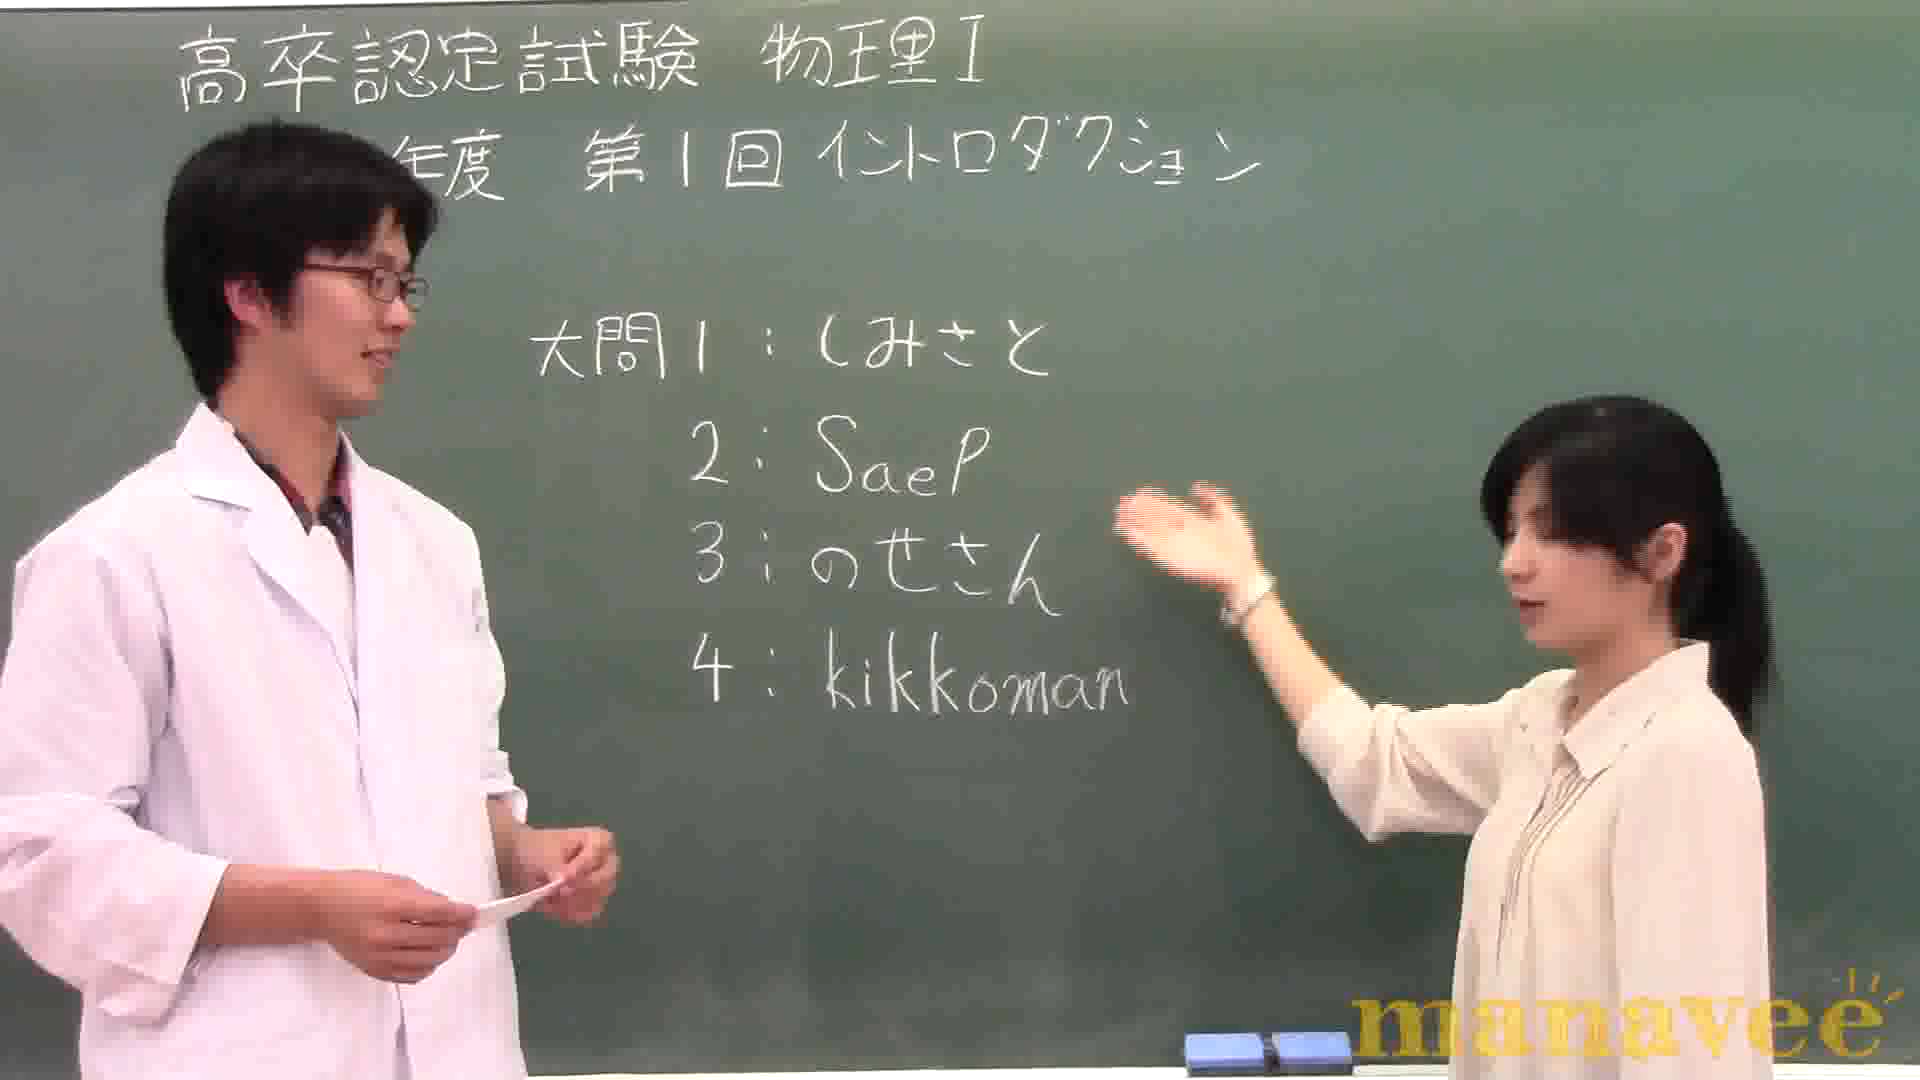 高卒認定試験 物理I
年度 第1回 イントロダクション
大問1:しみさと
2:SaeP
3:のせさん
4:kikkoman
manavee